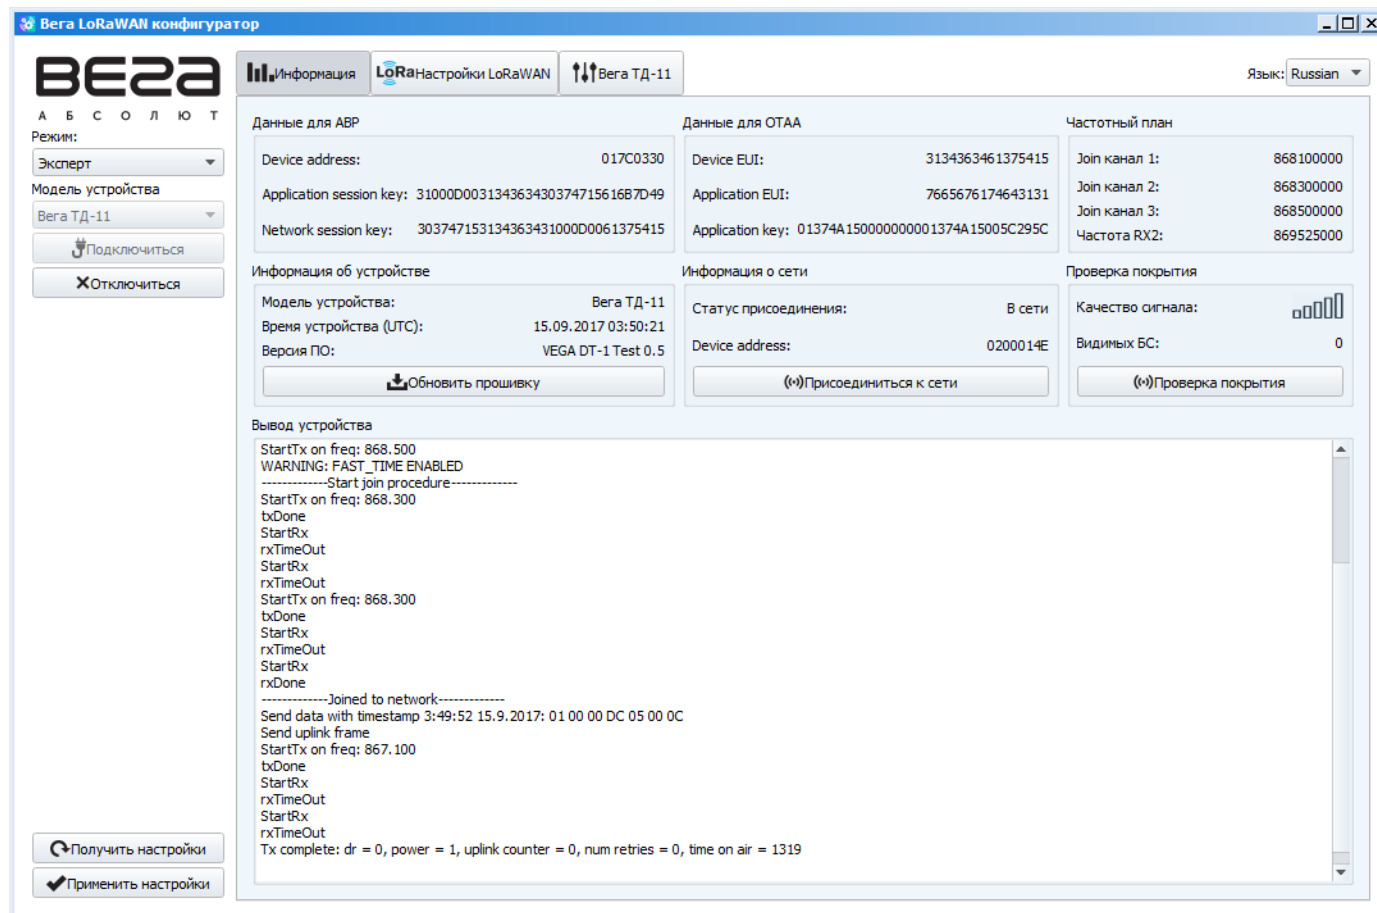 Вега LoRaWAN конфигуратор
ВЕГА
АБСОЛЮТ
Режим:
Эксперт
Модель устройства
Вега ТД-11
Подключиться
Отключиться
Получить настройки
Применить настройки
Информация
LoRa Настройки LoRaWAN
Вега ТД-11
Язык: Russian
Данные для ABP
Device address: 017C0330
Application session key: 31000D0031343634303747156 16B7D49
Network session key: 303747153134363431000D0061375415
Данные для OTAA
Device EUI: 3134363461375415
Application EUI: 7665676174643131
Application key: 01374A150000000001374A15005C295C
Частотный план
Join канал 1: 868100000
Join канал 2: 868300000
Join канал 3: 868500000
Частота RX2: 869525000
Информация об устройстве
Модель устройства: Вега ТД-11
Время устройства (UTC): 15.09.2017 03:50:21
Версия ПО: VEGA DT-1 Test 0.5
Обновить прошивку
Информация о сети
Статус присоединения: В сети
Device address: 0200014E
Присоединиться к сети
Проверка покрытия
Качество сигнала:
Видимых БС: 0
Проверка покрытия
Вывод устройства
StartTx on freq: 868.500
WARNING: FAST_TIME ENABLED
-------------Start join procedure-------------
StartTx on freq: 868.300
txDone
StartRx
rxTimeOut
StartRx
rxTimeOut
StartTx on freq: 868.300
txDone
StartRx
rxTimeOut
StartRx
rxDone
-------------Joined to network-------------
Send data with timestamp 3:49:52 15.9.2017: 01 00 00 DC 05 00 0C
Send uplink frame
StartTx on freq: 867.100
txDone
StartRx
rxTimeOut
StartRx
rxTimeOut
Tx complete: dr = 0, power = 1, uplink counter = 0, num retries = 0, time on air = 1319